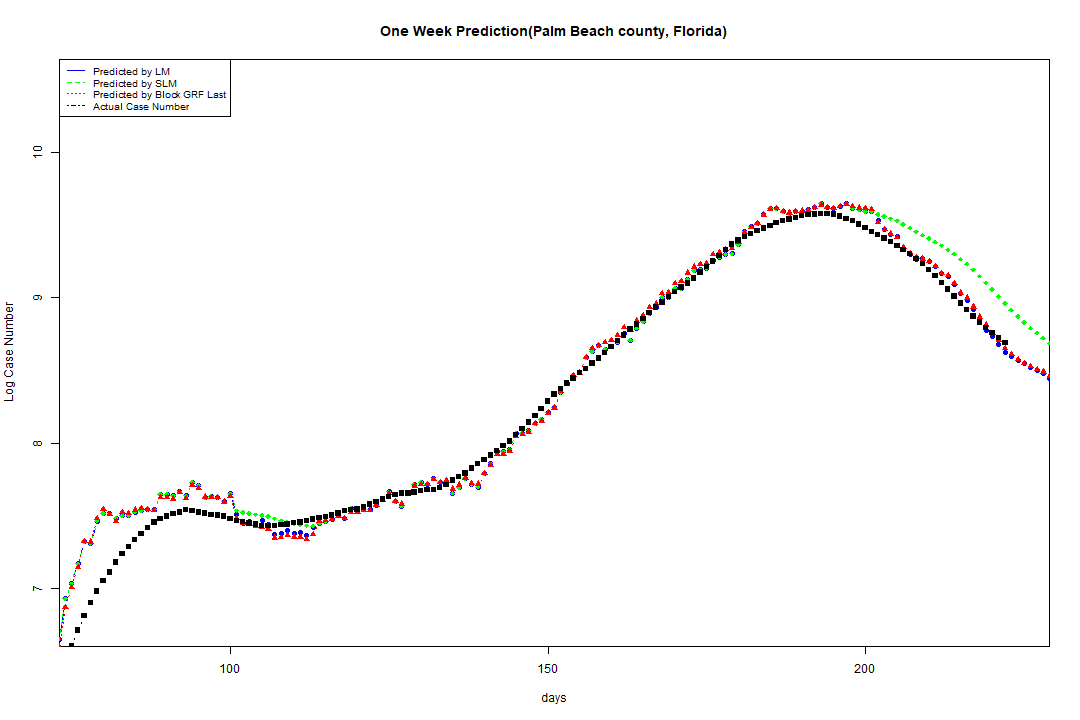 One Week Prediction(Palm Beach county, Florida)
Predicted by LM
Predicted by SLM
Predicted by Block GRF Last
Actual Case Number
10
9
8
7
Log Case Number
100
150
200
days